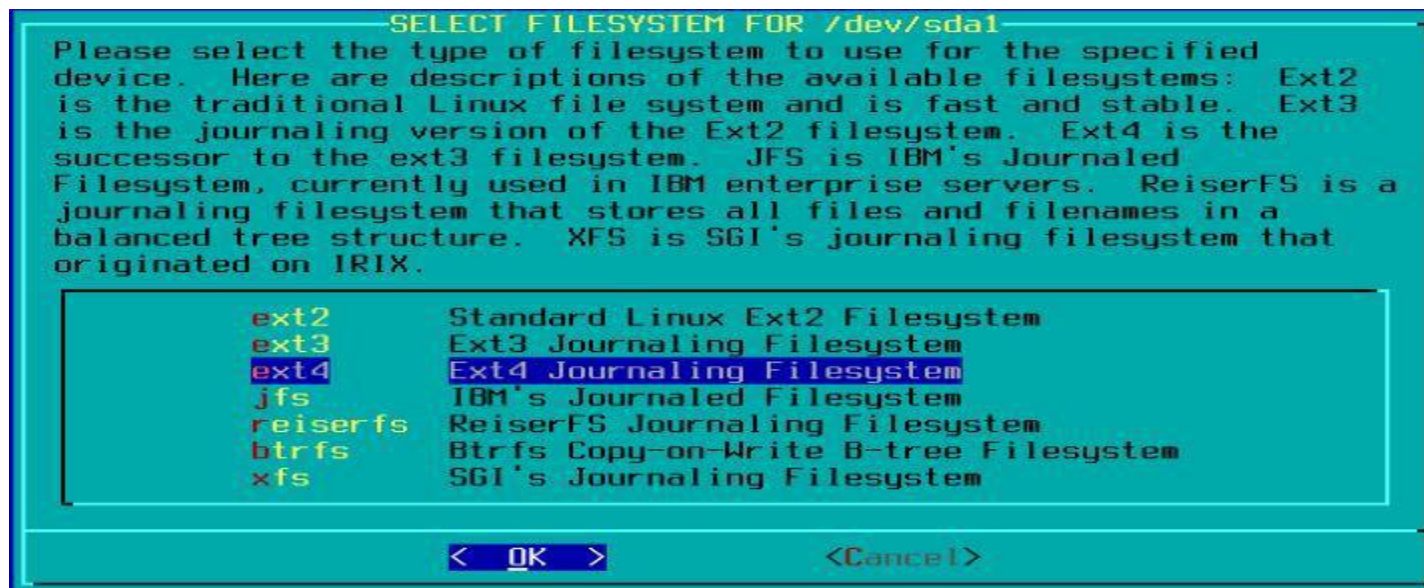 SELECT FILESYSTEM FOR /dev/sda1
Please select the type of filesystem to use for the specified
device.  Here are descriptions of the available filesystems:  Ext2
is the traditional Linux file system and is fast and stable.  Ext3
is the journaling version of the Ext2 filesystem.  Ext4 is the
successor to the ext3 filesystem.  JFS is IBM's Journaled
Filesystem, currently used in IBM enterprise servers.  ReiserFS is a
journaling filesystem that stores all files and filenames in a
balanced tree structure.  XFS is SGI's journaling filesystem that
originated on IRIX.
ext2 Standard Linux Ext2 Filesystem
ext3 Ext3 Journaling Filesystem
ext4 Ext4 Journaling Filesystem
jfs IBM's Journaled Filesystem
reiserfs ReiserFS Journaling Filesystem
btrfs Btrfs Copy-on-Write B-tree Filesystem
xfs SGI's Journaling Filesystem
<  OK  > <Cancel>